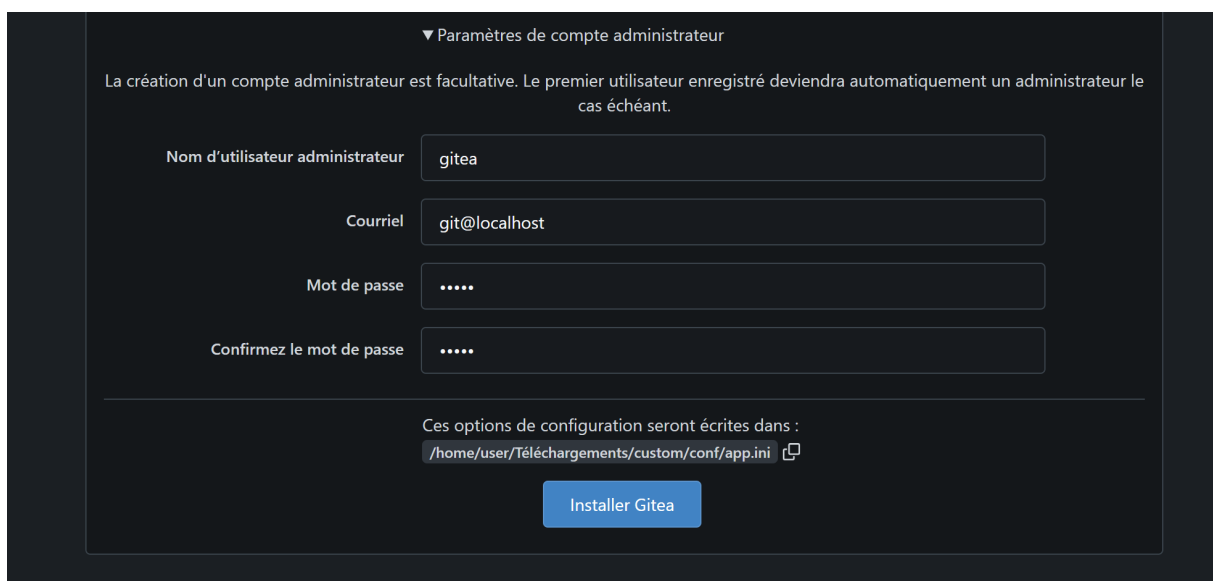 ▼ Paramètres de compte administrateur
La création d'un compte administrateur est facultative. Le premier utilisateur enregistré deviendra automatiquement un administrateur le
cas échéant.
Nom d’utilisateur administrateur
gitea
Courriel
git@localhost
Mot de passe
•••••
Confirmez le mot de passe
•••••
Ces options de configuration seront écrites dans :
/home/user/Téléchargements/custom/conf/app.ini
Installer Gitea